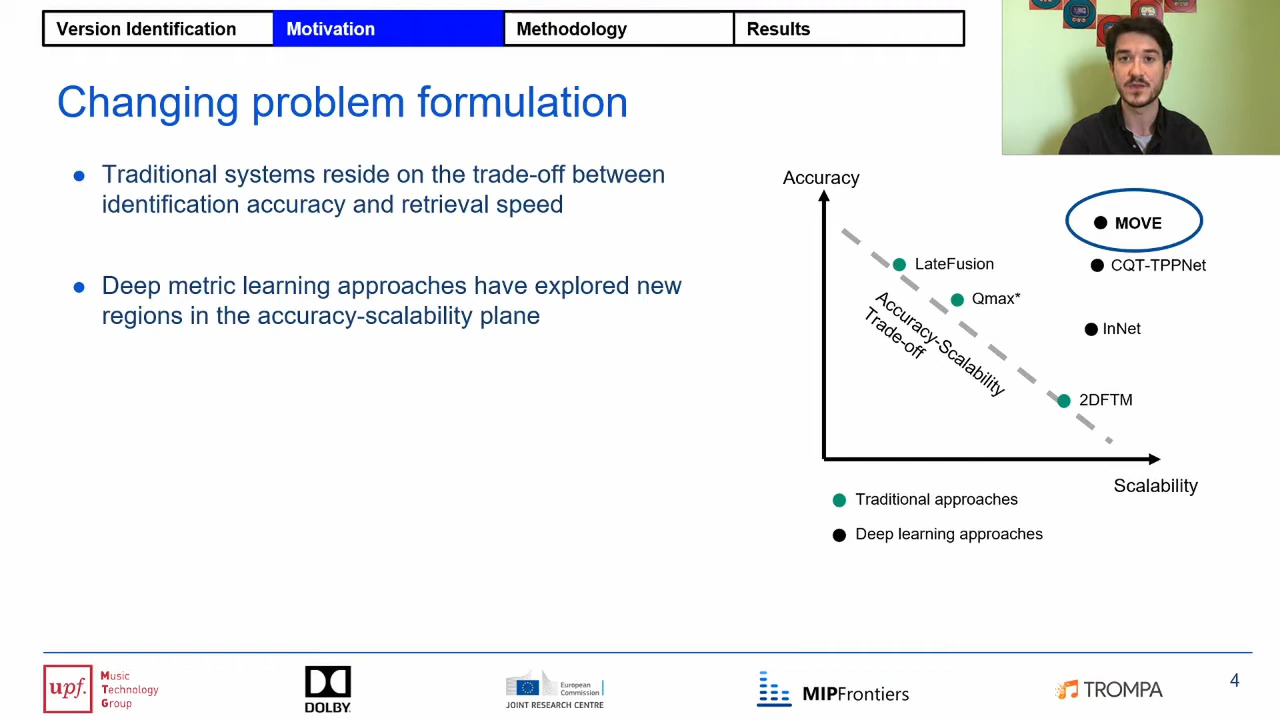 Version Identification
Motivation
Methodology
Results
Changing problem formulation
Traditional systems reside on the trade-off between
identification accuracy and retrieval speed
Deep metric learning approaches have explored new
regions in the accuracy-scalability plane
Accuracy
MOVE
LateFusion
CQT-TPPNet
Qmax*
InNet
Accuracy-Scalability
Trade-off
2DFTM
Scalability
Traditional approaches
Deep learning approaches
upf.
Music
Technology
Group
DOLBY
European
Commission
JOINT RESEARCH CENTRE
MIPFrontiers
TROMPA
4